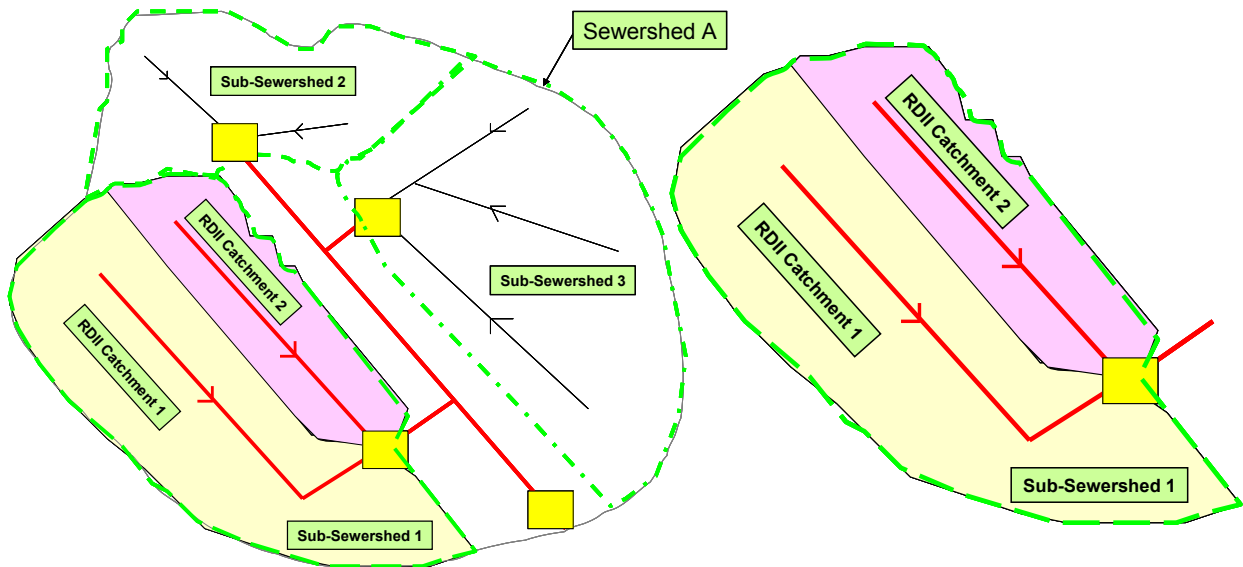 Sewershed A
Sub-Sewershed 2
RDII Catchment 2
Sub-Sewershed 3
RDII Catchment 1
Sub-Sewershed 1
RDII Catchment 2
RDII Catchment 1
Sub-Sewershed 1